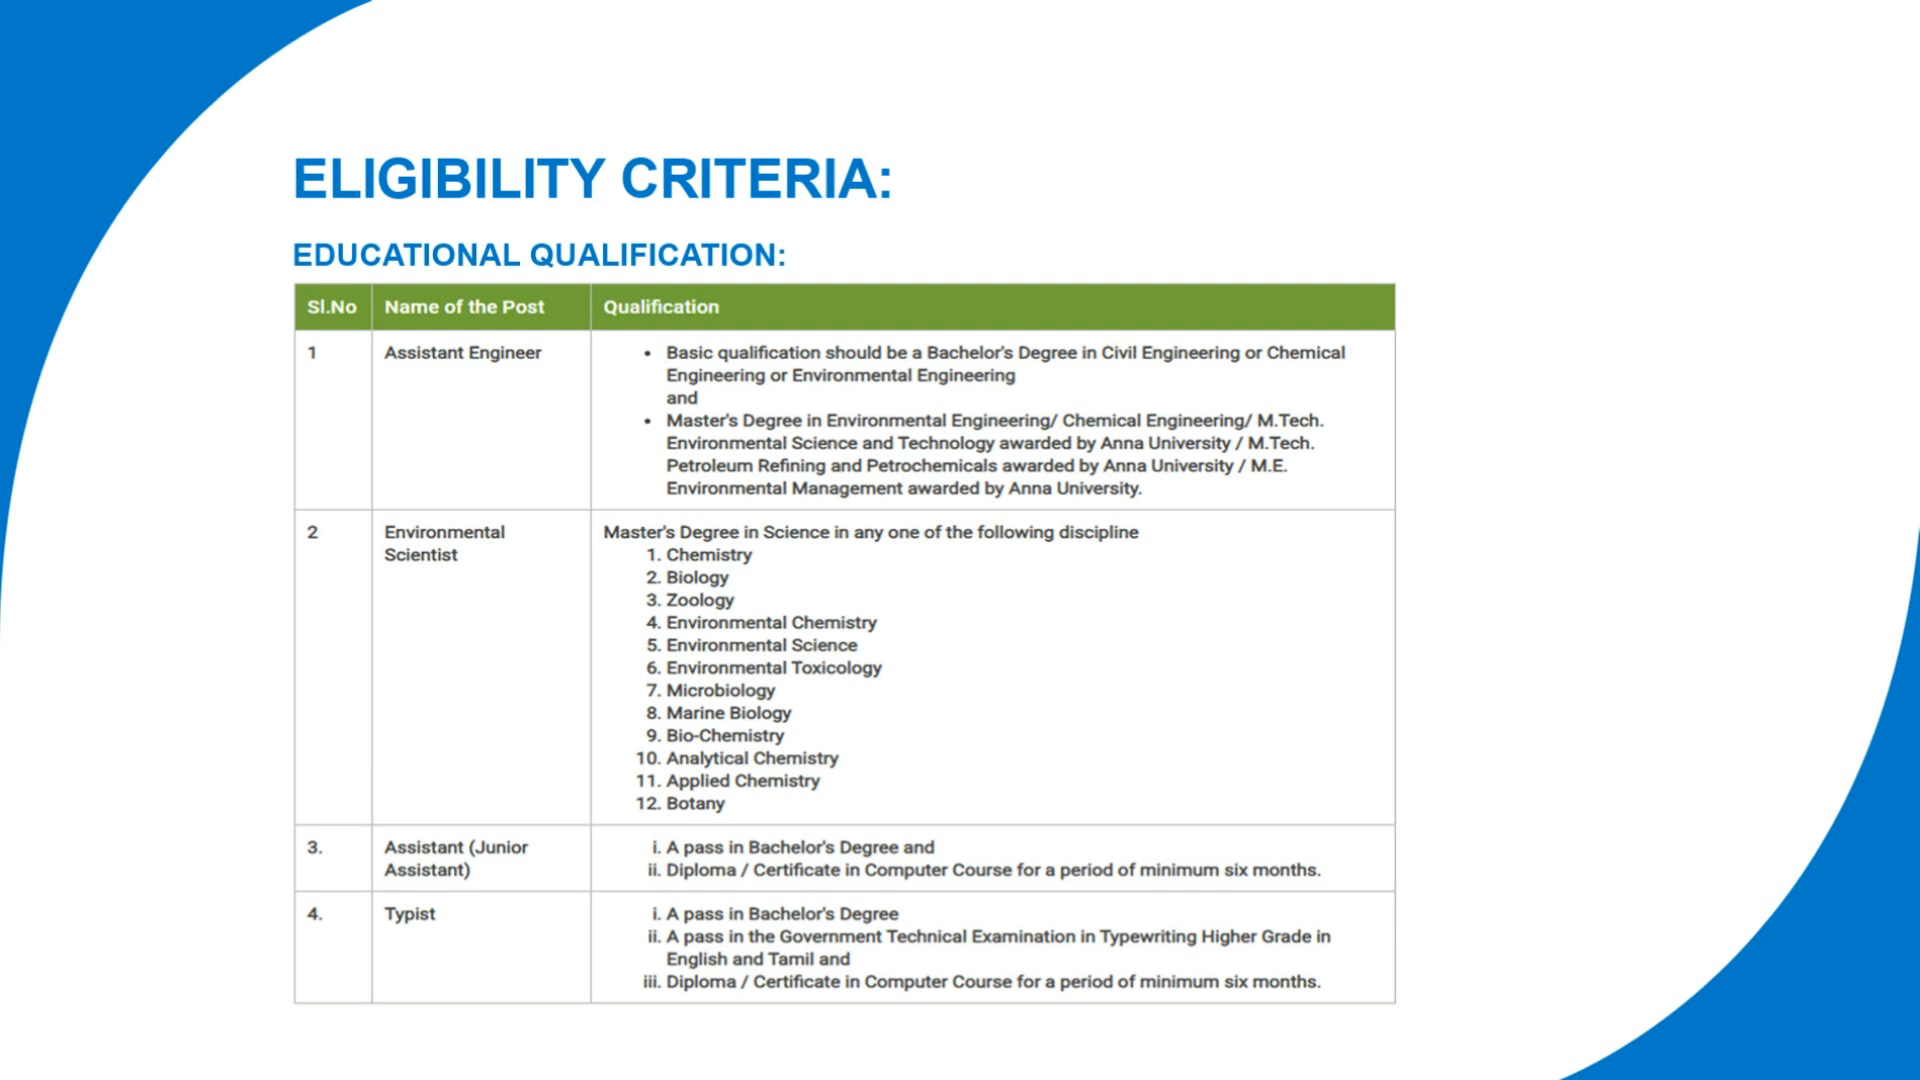 ELIGIBILITY CRITERIA:
EDUCATIONAL QUALIFICATION:
Sl.No Name of the Post Qualification
1 Assistant Engineer
• Basic qualification should be a Bachelor's Degree in Civil Engineering or Chemical
Engineering or Environmental Engineering
and
• Master's Degree in Environmental Engineering/ Chemical Engineering/ M.Tech.
Environmental Science and Technology awarded by Anna University / M.Tech.
Petroleum Refining and Petrochemicals awarded by Anna University / M.E.
Environmental Management awarded by Anna University.
2 Environmental
Scientist
Master's Degree in Science in any one of the following discipline
1. Chemistry
2. Biology
3. Zoology
4. Environmental Chemistry
5. Environmental Science
6. Environmental Toxicology
7. Microbiology
8. Marine Biology
9. Bio-Chemistry
10. Analytical Chemistry
11. Applied Chemistry
12. Botany
3. Assistant (Junior
Assistant)
i. A pass in Bachelor's Degree and
ii. Diploma / Certificate in Computer Course for a period of minimum six months.
4. Typist
i. A pass in Bachelor's Degree
ii. A pass in the Government Technical Examination in Typewriting Higher Grade in
English and Tamil and
iii. Diploma / Certificate in Computer Course for a period of minimum six months.